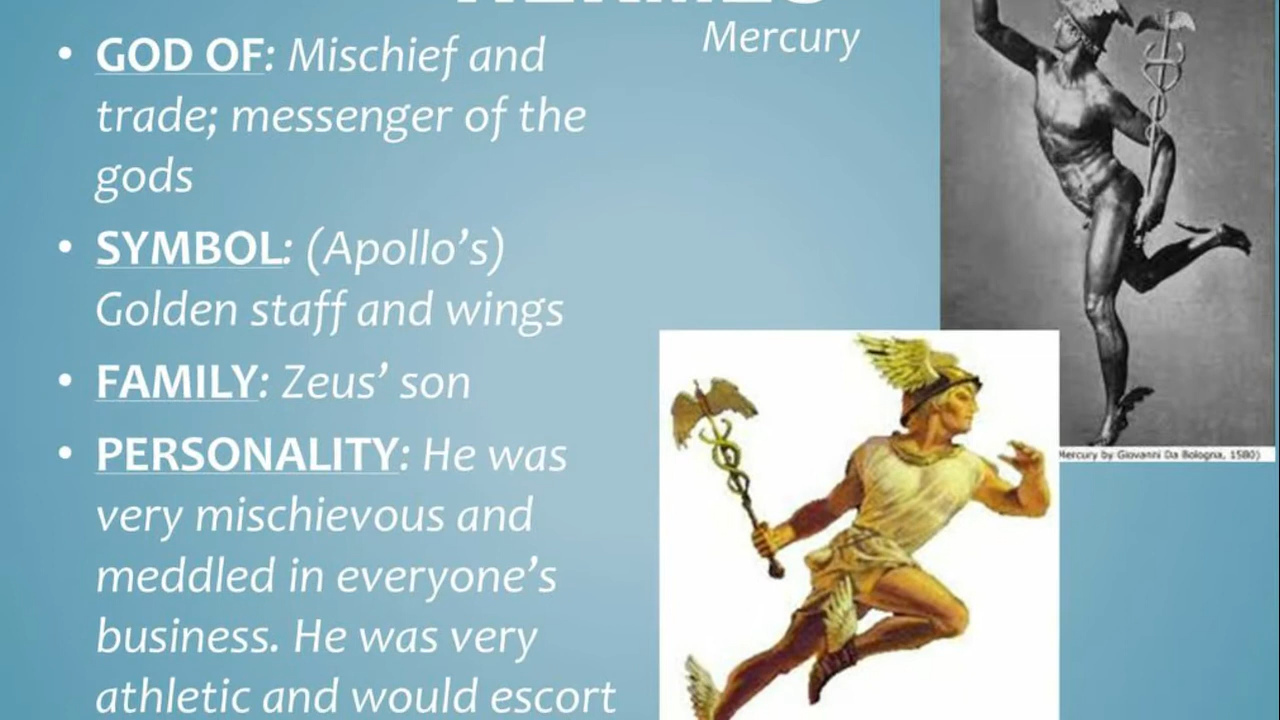 HERMES
Mercury
• GOD OF: Mischief and
trade; messenger of the
gods
• SYMBOL: (Apollo’s)
Golden staff and wings
• FAMILY: Zeus’ son
• PERSONALITY: He was
very mischievous and
meddled in everyone’s
business. He was very
athletic and would escort
Mercury by Giovanni Da Bologna, 1580)